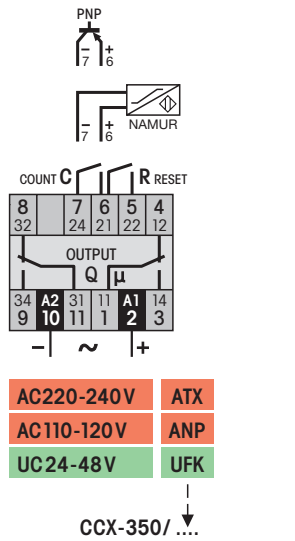 PNP
− +
7 6
− +
7 6
NAMUR
COUNT C R RESET
8 7 6 5 4
32 24 21 22 12
OUTPUT
Q µ
34 A2 31 11 A1 14
9 10 11 1 2 3
− ~ +
AC220-240V ATX
AC110-120V ANP
UC24-48V UFK
CCX-350/ ....